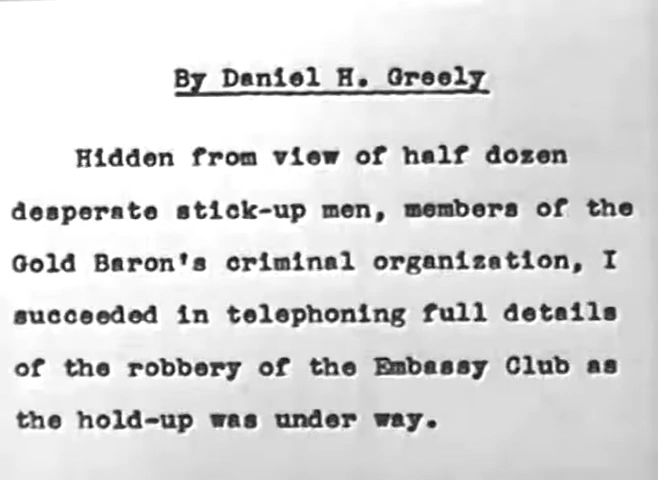 By Daniel H. Greely
Hidden from view of half dozen
desperate stick-up men, members of the
Gold Baron's criminal organization, I
succeeded in telephoning full details
of the robbery of the Embassy Club as
the hold-up was under way.